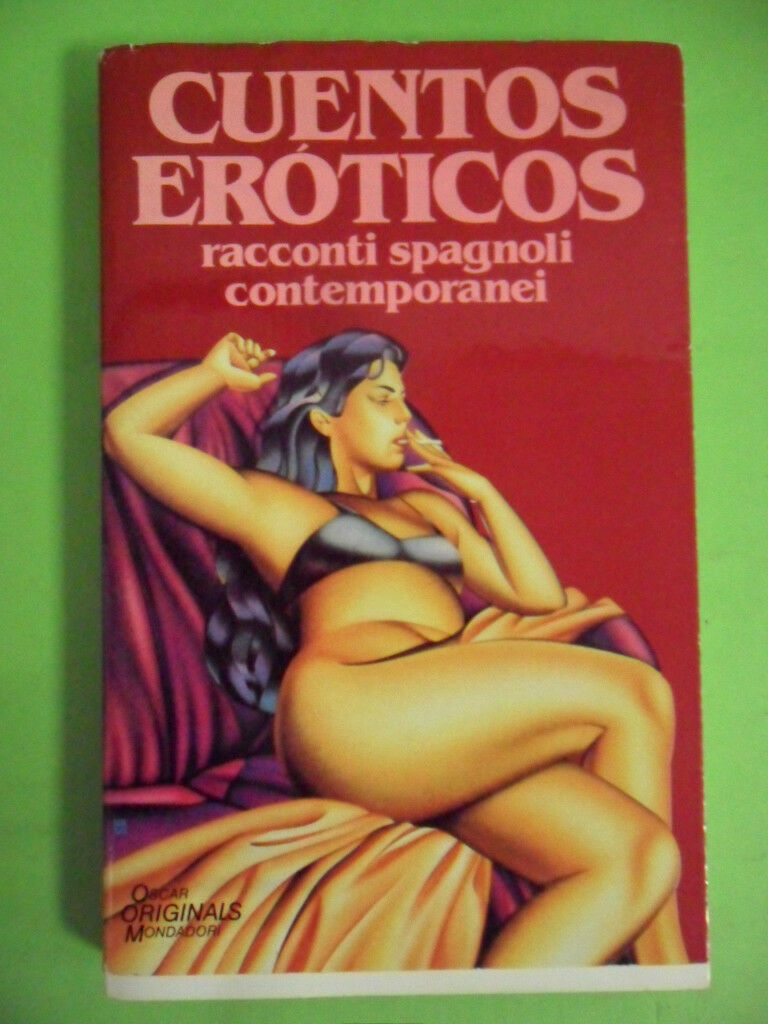 CUENTOS
ERÓTICOS
racconti spagnoli
contemporanei
OSCAR
ORIGINALS
MONDADORI